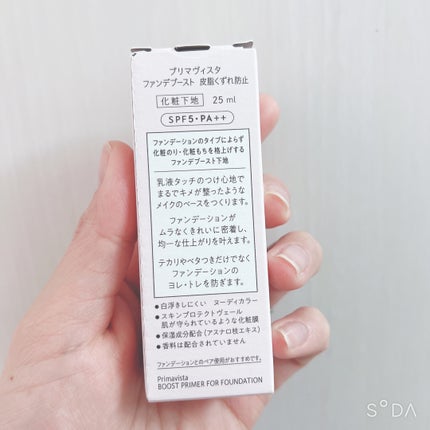 プリマヴィスタ
ファンデブースト 皮脂くずれ防止
化粧下地 25 ml
SPF5・PA++
ファンデーションのタイプによらず
化粧のり・化粧もちを格上げする
ファンデブースト下地
乳液タッチのつけ心地で
まるでキメが整ったような
メイクのベースをつくります。
ファンデーションが
ムラなくきれいに密着し、
均一な仕上がりを叶えます。
テカリやベタつきだけでなく
ファンデーションの
ヨレ・トレを防ぎます。
●白浮きしにくい ヌーディカラー
●スキンプロテクトヴェール
肌が守られているような化粧膜
●保湿成分配合（アスナロ枝エキス）
●香料は配合されていません
ファンデーションとのペア使用がおすすめです。
Primavista
BOOST PRIMER FOR FOUNDATION
SODA